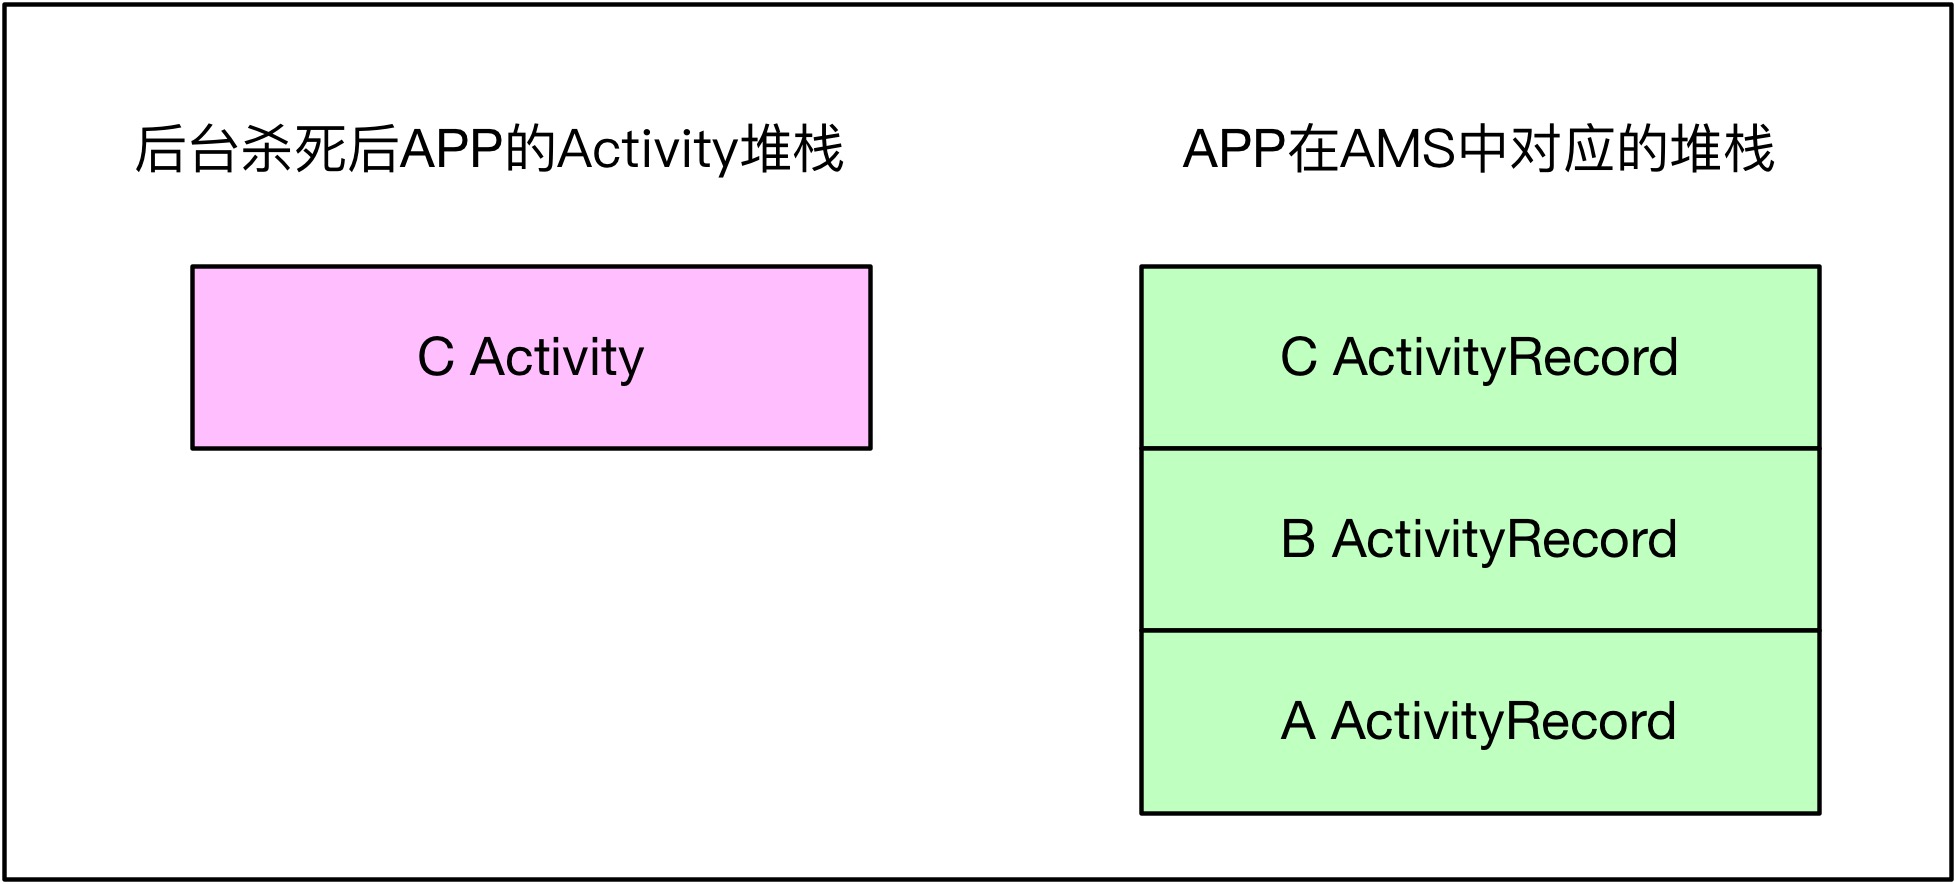 后台杀死后APP的Activity堆栈
APP在AMS中对应的堆栈
C Activity
C ActivityRecord
B ActivityRecord
A ActivityRecord